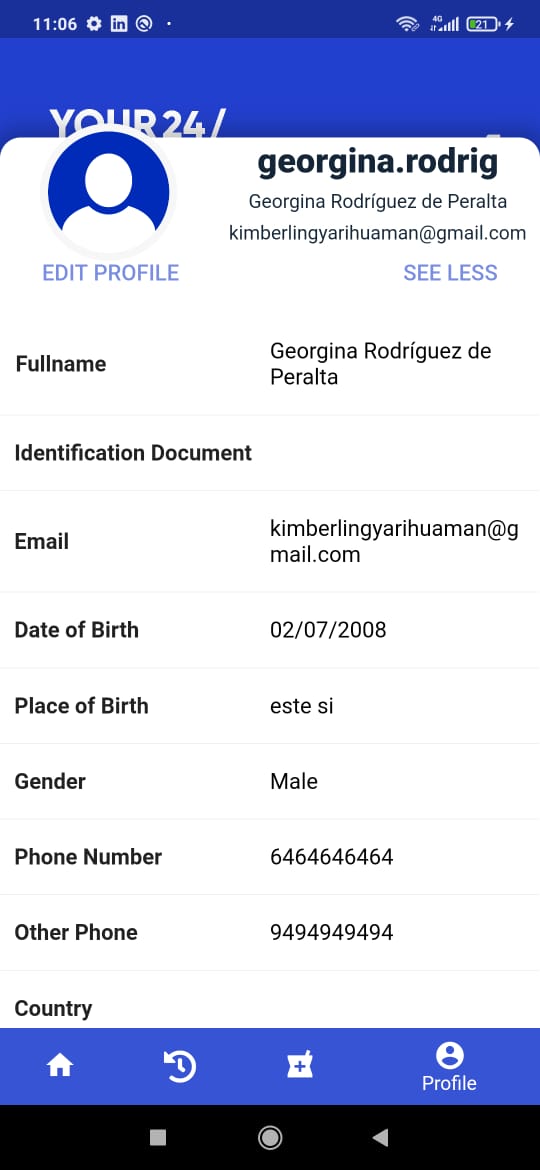 11:06
4G
21
YOUR 24/
georgina.rodrig
Georgina Rodríguez de Peralta
kimberlingyarihuaman@gmail.com
EDIT PROFILE
SEE LESS
Fullname
Georgina Rodríguez de
Peralta
Identification Document
Email
kimberlingyarihuaman@g
mail.com
Date of Birth
02/07/2008
Place of Birth
este si
Gender
Male
Phone Number
6464646464
Other Phone
9494949494
Country
Profile